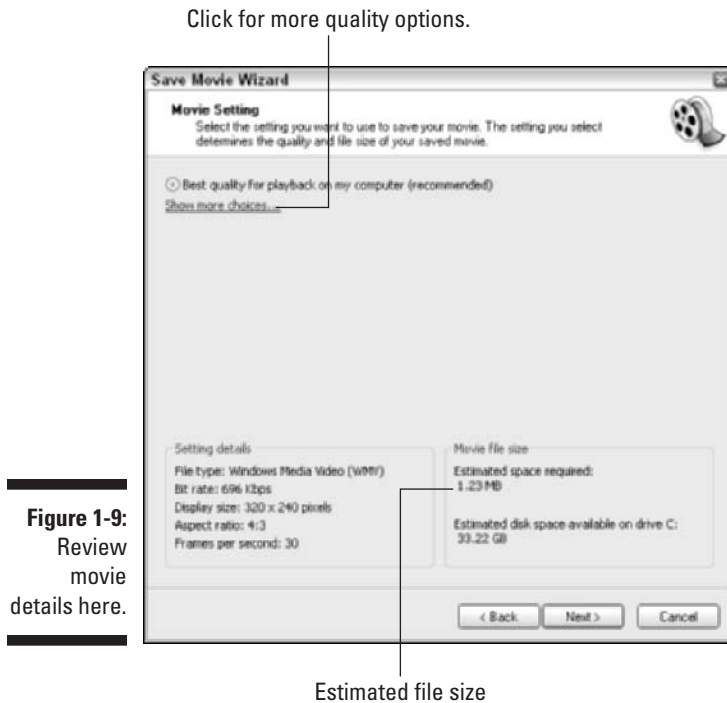 Click for more quality options.
Save Movie Wizard
Movie Setting
Select the setting you want to use to save your movie. The setting you select
determines the quality and file size of your saved movie.
Best quality for playback on my computer (recommended)
Show more choices...
Setting details
File type: Windows Media Video (WMV)
Bit rate: 696 Kbps
Display size: 320 x 240 pixels
Aspect ratio: 4:3
Frames per second: 30
Movie file size
Estimated space required:
1.23 MB
Estimated disk space available on drive C:
33.22 GB
Figure 1-9:
Review
movie
details here.
< Back
Next >
Cancel
Estimated file size